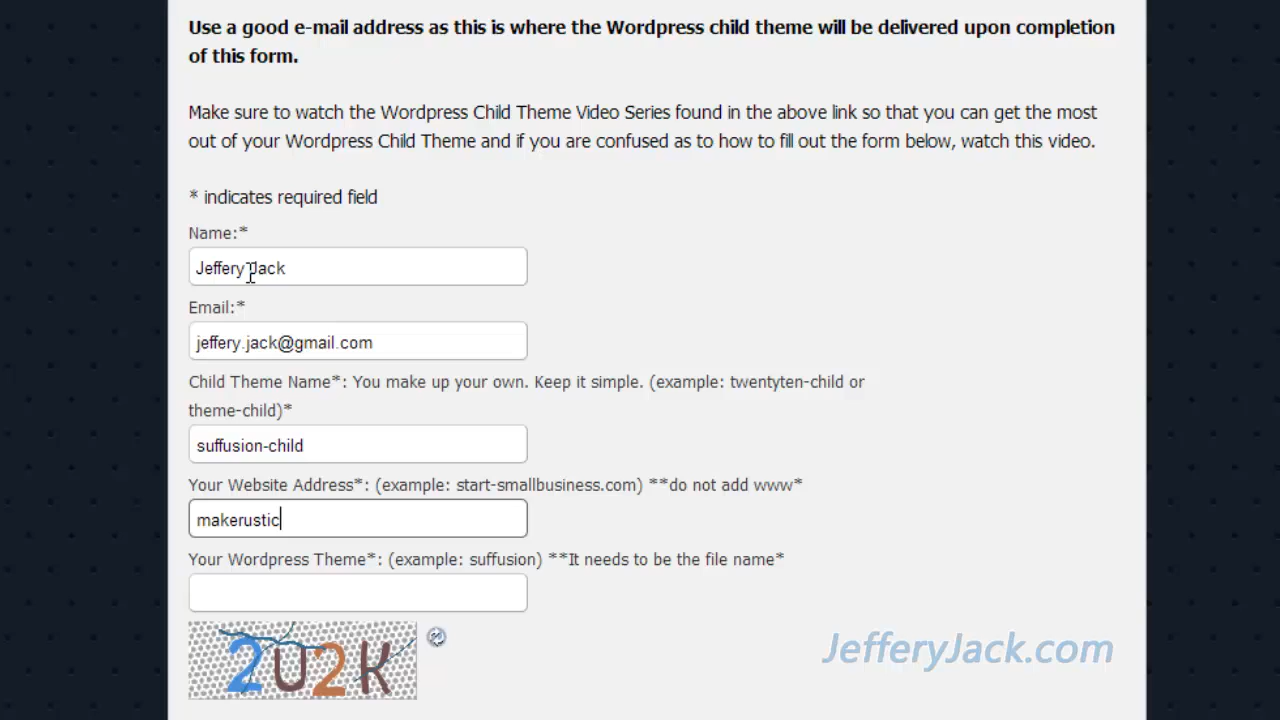 Use a good e-mail address as this is where the Wordpress child theme will be delivered upon completion
of this form.
Make sure to watch the Wordpress Child Theme Video Series found in the above link so that you can get the most
out of your Wordpress Child Theme and if you are confused as to how to fill out the form below, watch this video.
* indicates required field
Name:*
Jeffery Jack
Email:*
jeffery.jack@gmail.com
Child Theme Name*: You make up your own. Keep it simple. (example: twentyten-child or
theme-child)*
suffusion-child
Your Website Address*: (example: start-smallbusiness.com) **do not add www*
makerustic
Your Wordpress Theme*: (example: suffusion) **It needs to be the file name*
JefferyJack.com
2U2K